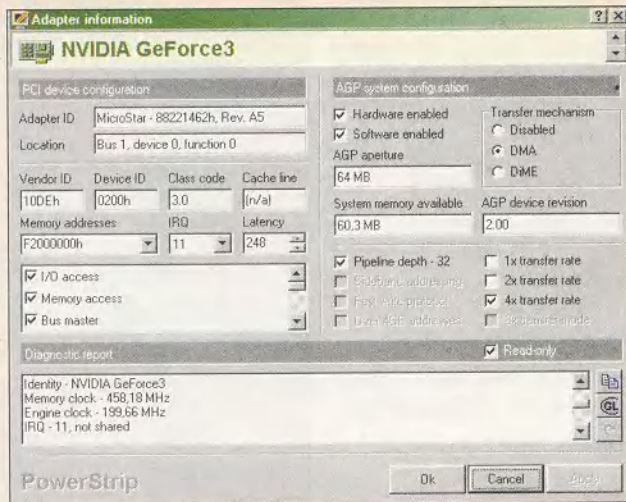 Adapter information
NVIDIA GeForce3
PCI device configuration
Adapter ID
MicroStar - 88221462h, Rev. A5
Location
Bus 1, device 0, function 0
Vendor ID Device ID Class code Cache line
10DEh 0200h 3.0 (n/a)
Memory addresses IRQ Latency
F2000000h 11 248
I/O access
Memory access
Bus master
AGP system configuration
Hardware enabled
Software enabled
Transfer mechanism
Disabled
DMA
DiME
AGP aperture
64 MB
System memory available
AGP device revision
60,3 MB
2.00
Pipeline depth - 32
1x transfer rate
Sideband addressing
2x transfer rate
4x transfer rate
Diagnostic report
Read-only
Identity - NVIDIA GeForce3
Memory clock - 458,18 MHz
Engine clock - 199,66 MHz
IRQ - 11, not shared
GL
PowerStrip
Ok
Cancel
Apply